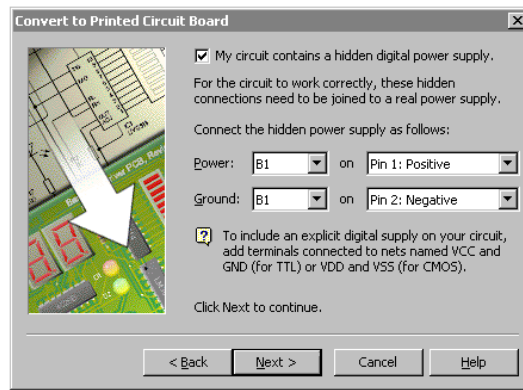 Convert to Printed Circuit Board
My circuit contains a hidden digital power supply.
For the circuit to work correctly, these hidden
connections need to be joined to a real power supply.
Connect the hidden power supply as follows:
Power: B1 on Pin 1: Positive
Ground: B1 on Pin 2: Negative
To include an explicit digital supply on your circuit,
add terminals connected to nets named VCC and
GND (for TTL) or VDD and VSS (for CMOS).
Click Next to continue.
< Back Next > Cancel Help